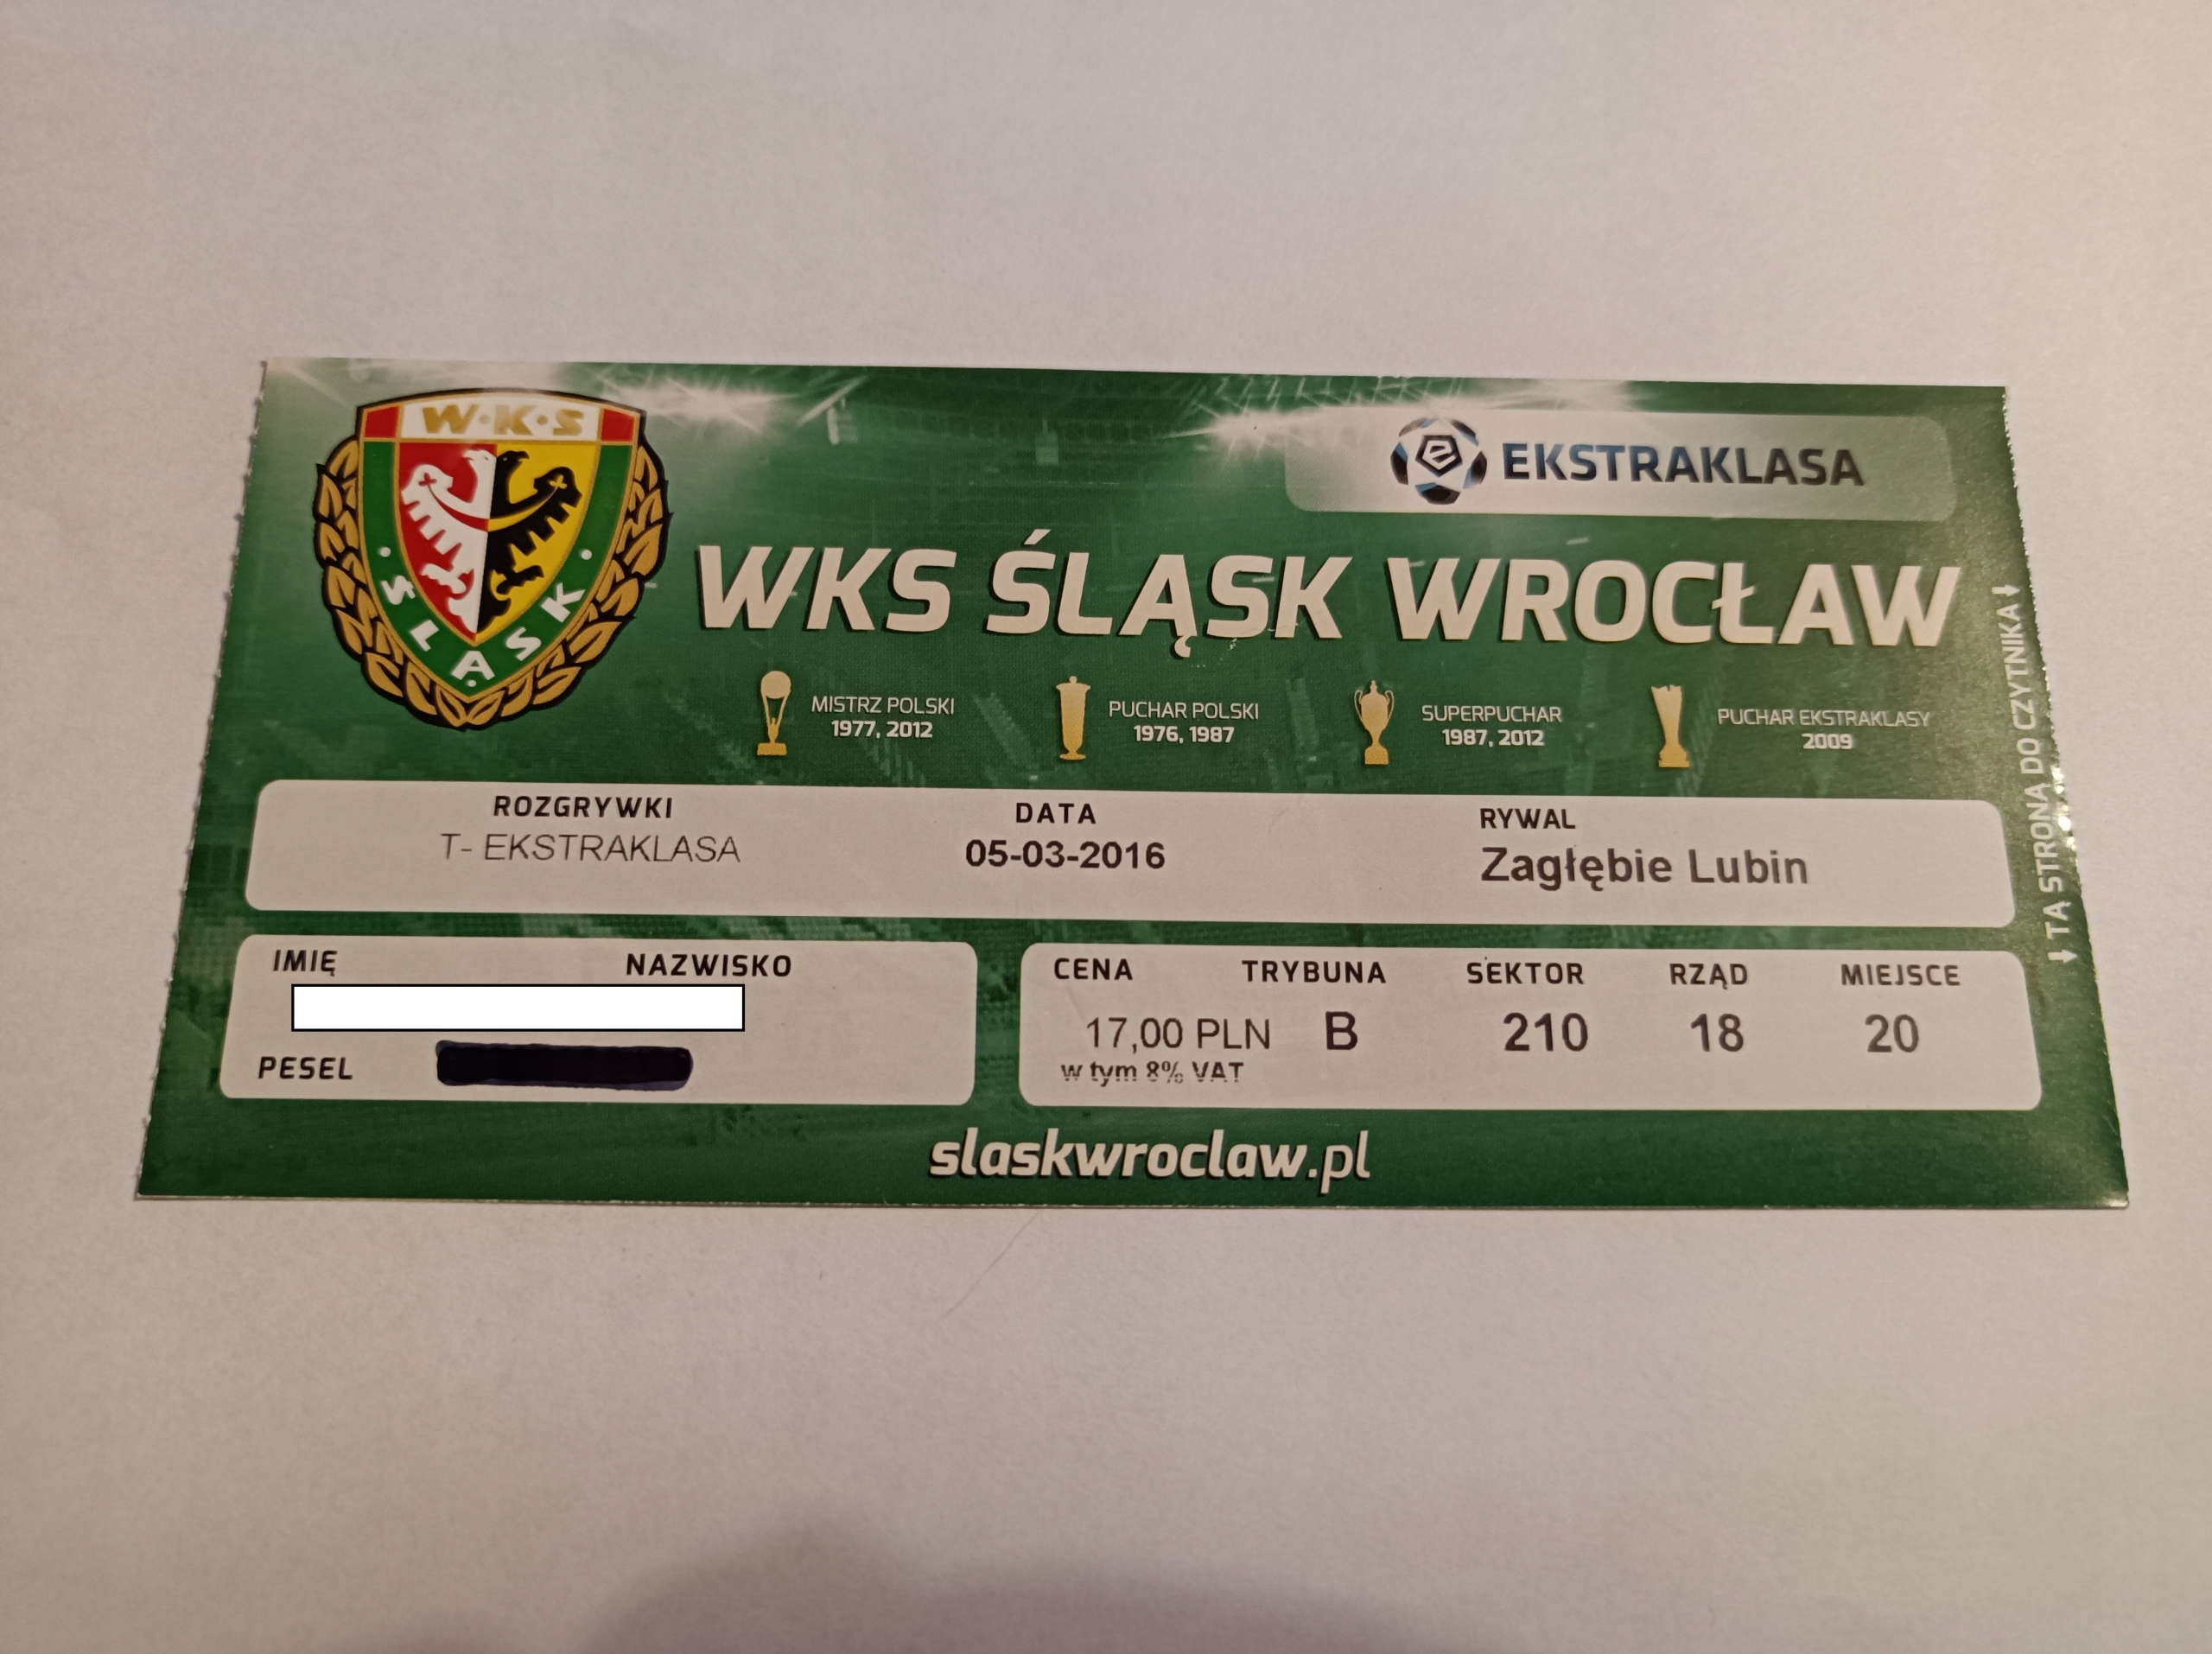 W·K·S
ŚLĄSK
EKSTRAKLASA
WKS ŚLĄSK WROCŁAW
MISTRZ POLSKI
1977, 2012
PUCHAR POLSKI
1976, 1987
SUPERPUCHAR
1987, 2012
PUCHAR EKSTRAKLASY
2009
TA STRONA DO CZYTNIKA
ROZGRYWKI
T- EKSTRAKLASA
DATA
05-03-2016
RYWAL
Zagłębie Lubin
IMIĘ NAZWISKO
PESEL
CENA TRYBUNA SEKTOR RZĄD MIEJSCE
17,00 PLN B 210 18 20
w tym 8% VAT
slaskwroclaw.pl